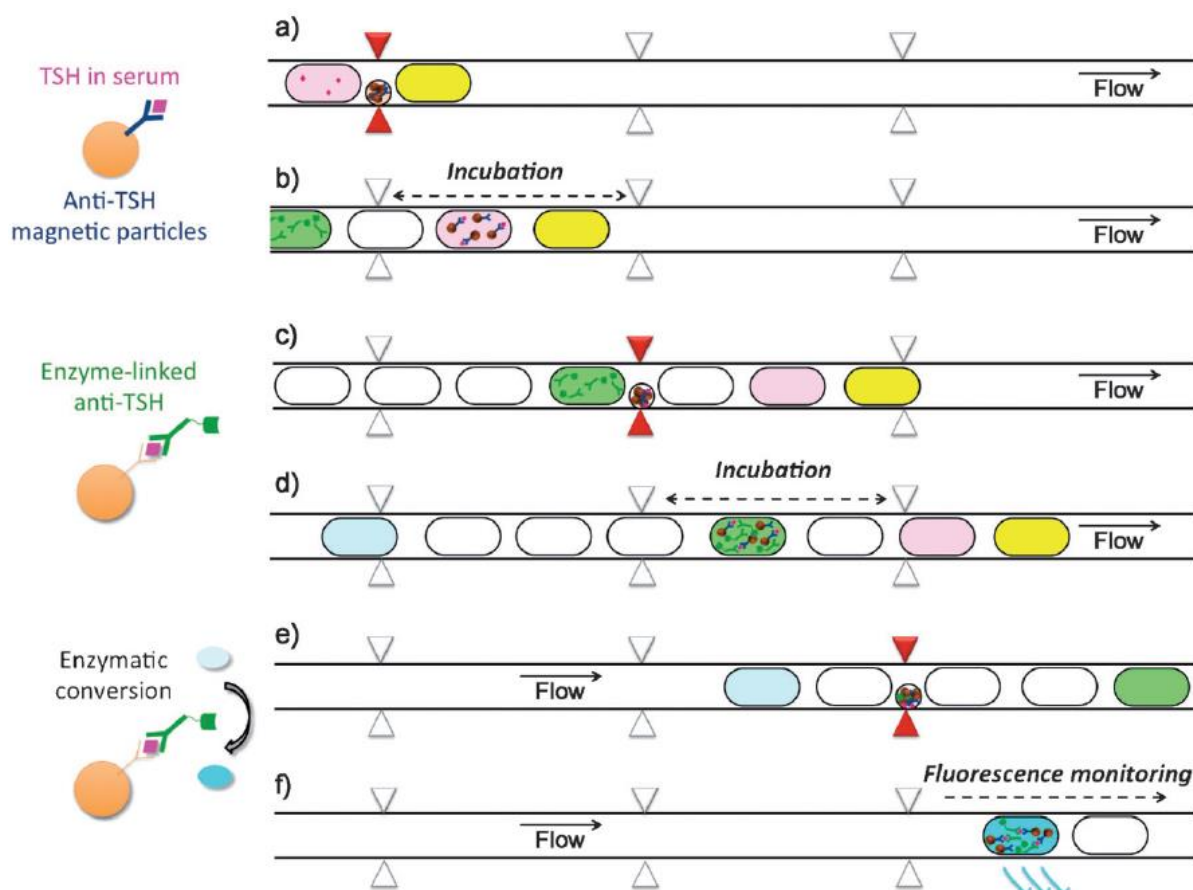 a)
TSH in serum
Flow
Anti-TSH
magnetic particles
b)
Incubation
Flow
c)
Enzyme-linked
anti-TSH
Flow
d)
Incubation
Flow
e)
Enzymatic
conversion
Flow
f)
Fluorescence monitoring
Flow